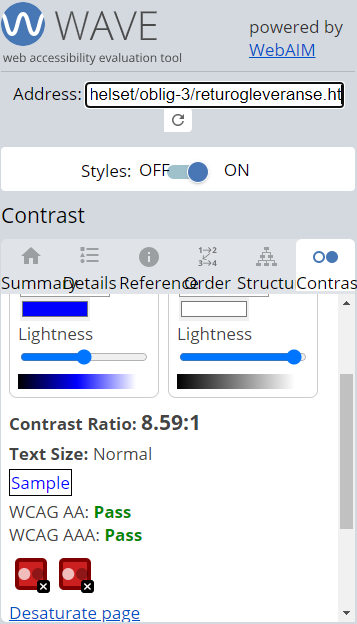 WAVE
web accessibility evaluation tool
powered by
WebAIM
Address: helset/oblig-3/returogleveranse.ht
Styles: OFF ON
Contrast
Summary Details Reference Order Structu Contras
Lightness Lightness
Contrast Ratio: 8.59:1
Text Size: Normal
Sample
WCAG AA: Pass
WCAG AAA: Pass
Desaturate page